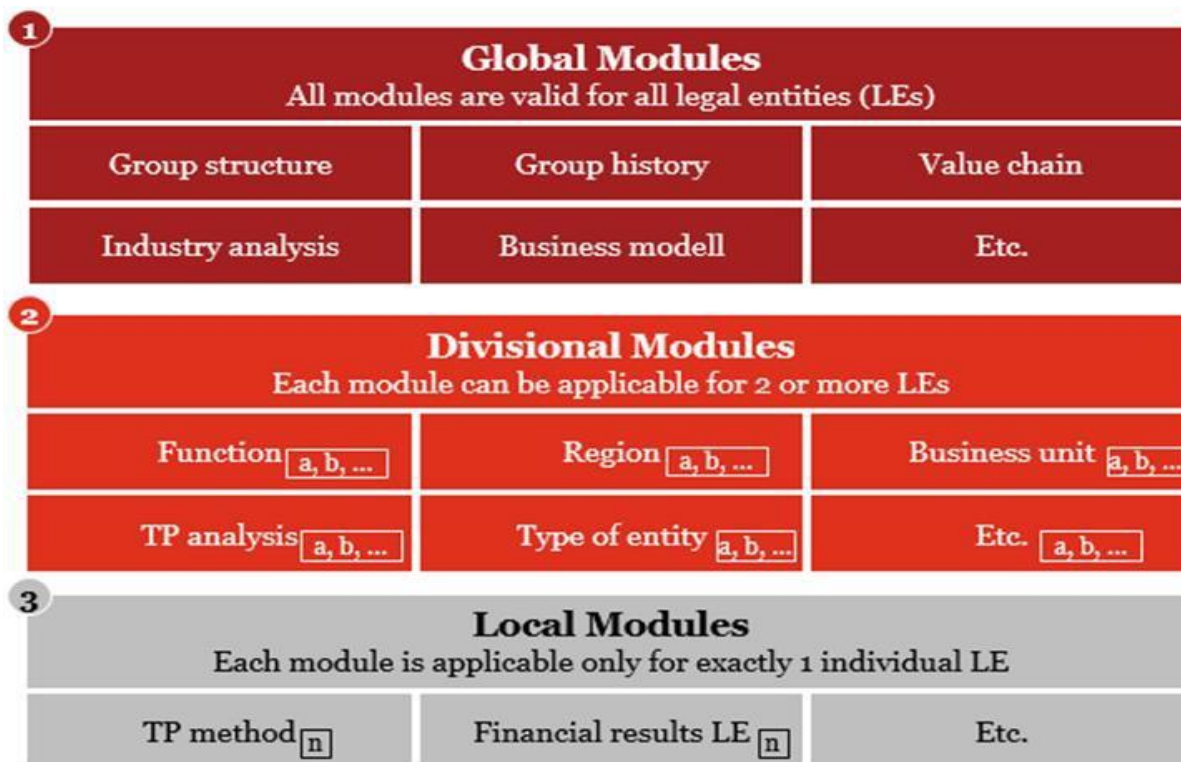 1
Global Modules
All modules are valid for all legal entities (LEs)
Group structure
Group history
Value chain
Industry analysis
Business modell
Etc.
2
Divisional Modules
Each module can be applicable for 2 or more LEs
Function a, b, ...
Region a, b, ...
Business unit a, b, ...
TP analysis a, b, ...
Type of entity a, b, ...
Etc. a, b, ...
3
Local Modules
Each module is applicable only for exactly 1 individual LE
TP method n
Financial results LE n
Etc.